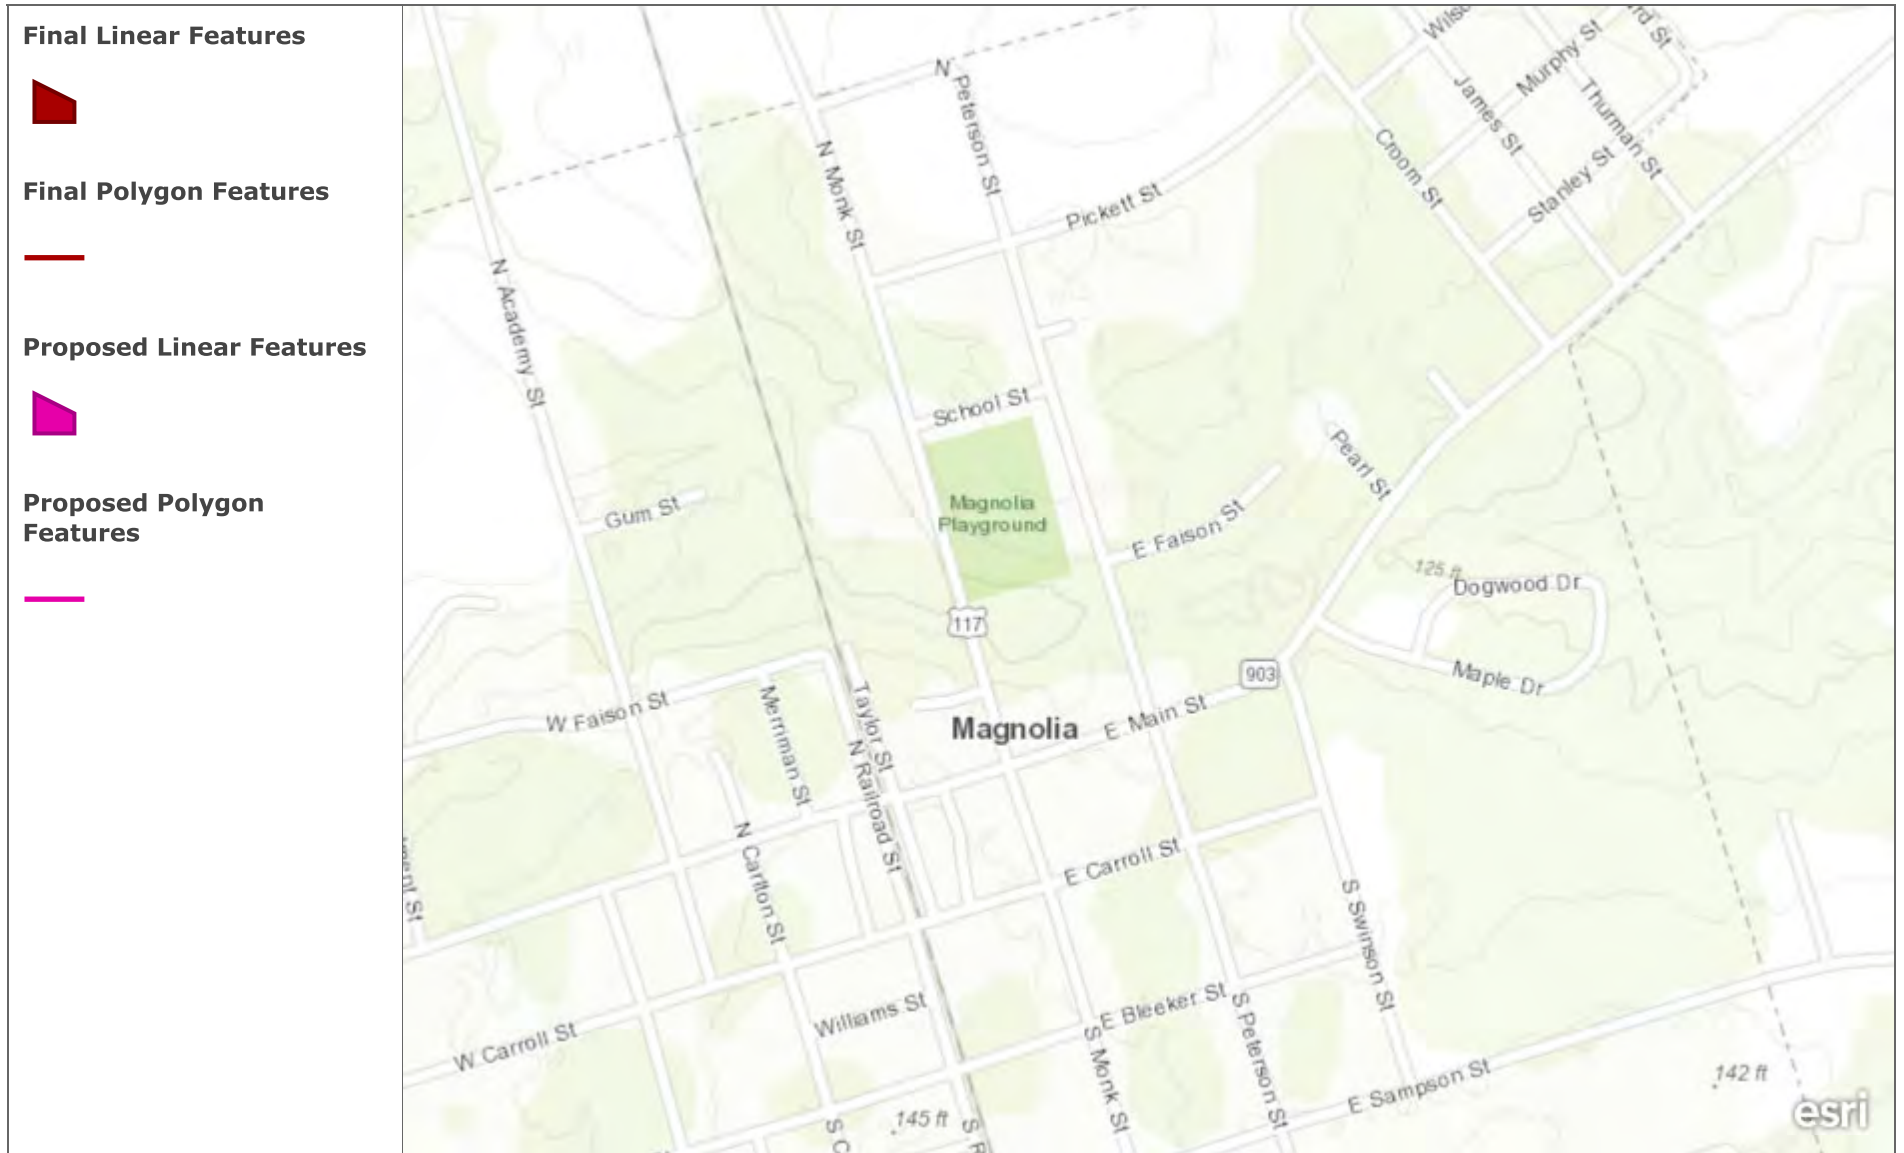 Final Linear Features
Final Polygon Features
Proposed Linear Features
Proposed Polygon
Features
N Academy St
N Monk St
N Peterson St
Pickett St
Croom St
James St
Murphy St
Thurman St
Stanley St
School St
Magnolia
Playground
Gum St
E Faison St
Pearl St
125 ft
Dogwood Dr
Maple Dr
117
903
W Faison St
Merriman St
Taylor St
N Railroad St
Magnolia
E Main St
N Carlton St
E Carroll St
S Swinson St
W Carroll St
Williams St
E Bleeker St
S Peterson St
S Monk St
E Sampson St
145 ft
142 ft
esri